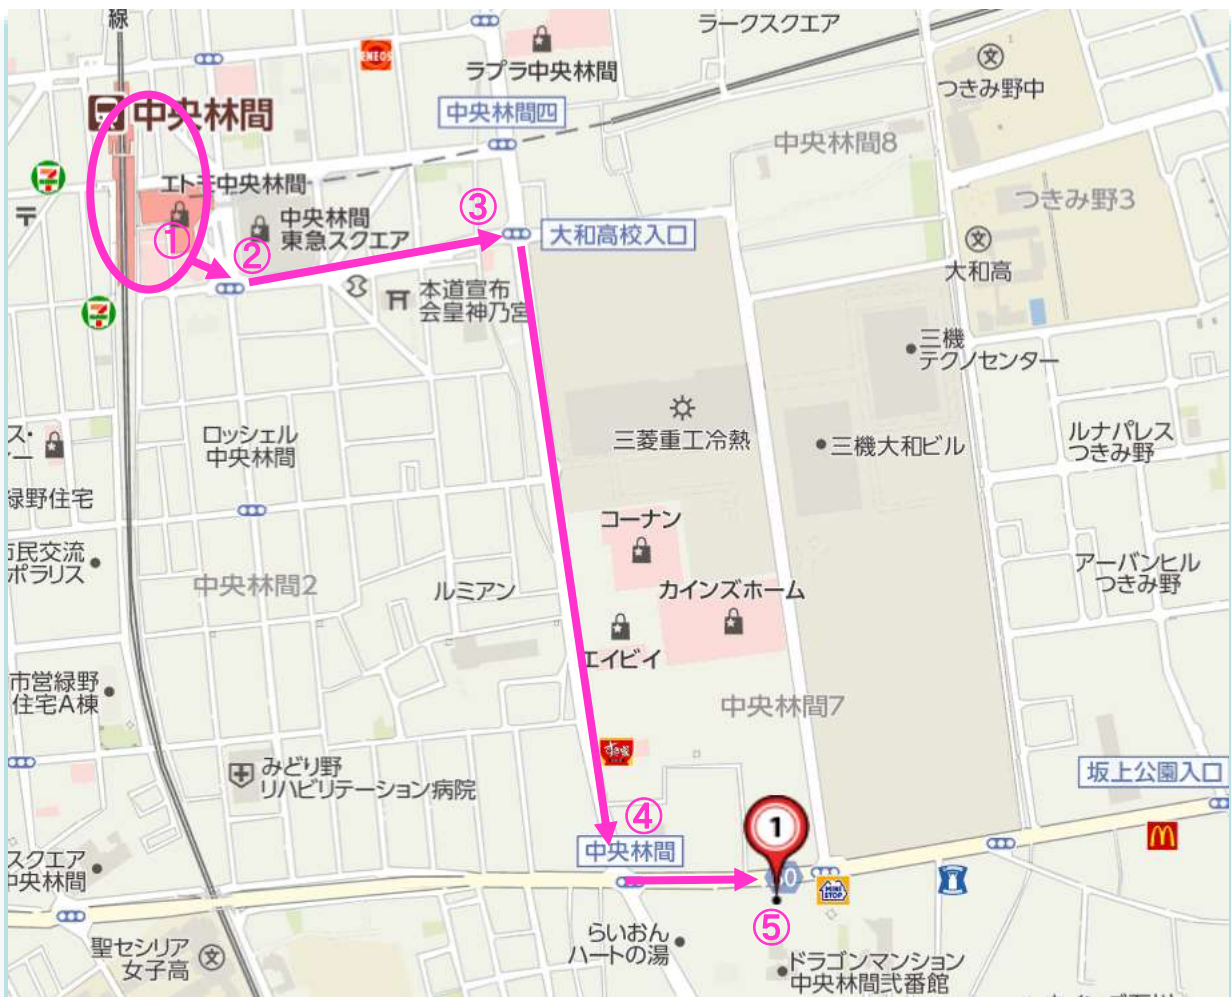 線
ラークスクエア
ENEOS
ラプラ中央林間
つきみ野中
中央林間
中央林間四
中央林間8
エトモ中央林間
つきみ野3
③
中央林間
東急スクエア
①
②
大和高校入口
大和高
本道宣布
会皇神乃宮
三機
テクノセンター
三菱重工冷熱
三機大和ビル
ルナパレス
つきみ野
ス・
ィー
ロッシェル
中央林間
緑野住宅
コーナン
市民交流
ポラリス
中央林間2
ルミアン
カインズホーム
アーバンヒル
つきみ野
エイビイ
市営緑野
住宅A棟
中央林間7
すき家
みどり野
リハビリテーション病院
坂上公園入口
④
1
中央林間
スクエア
中央林間
0
MINI
STOP
⑤
聖セシリア
女子高
らいおん
ハートの湯
ドラゴンマンション
中央林間弐番館